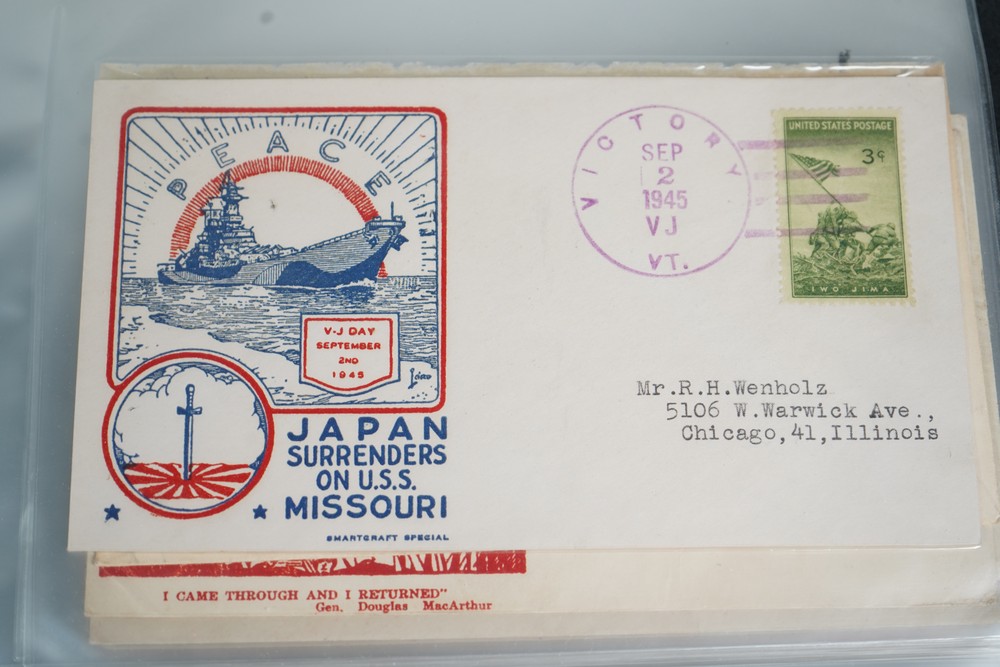 PEACE
V-J DAY
SEPTEMBER
2ND
1945
JAPAN
SURRENDERS
ON U.S.S.
MISSOURI
SMARTCRAFT SPECIAL
VICTORY
SEP
2
1945
VJ
VT.
UNITED STATES POSTAGE
3¢
IWO JIMA
Mr.R.H.Wenholz
5106 W.Warwick Ave.,
Chicago,41,Illinois
I CAME THROUGH AND I RETURNED"
Gen. Douglas MacArthur